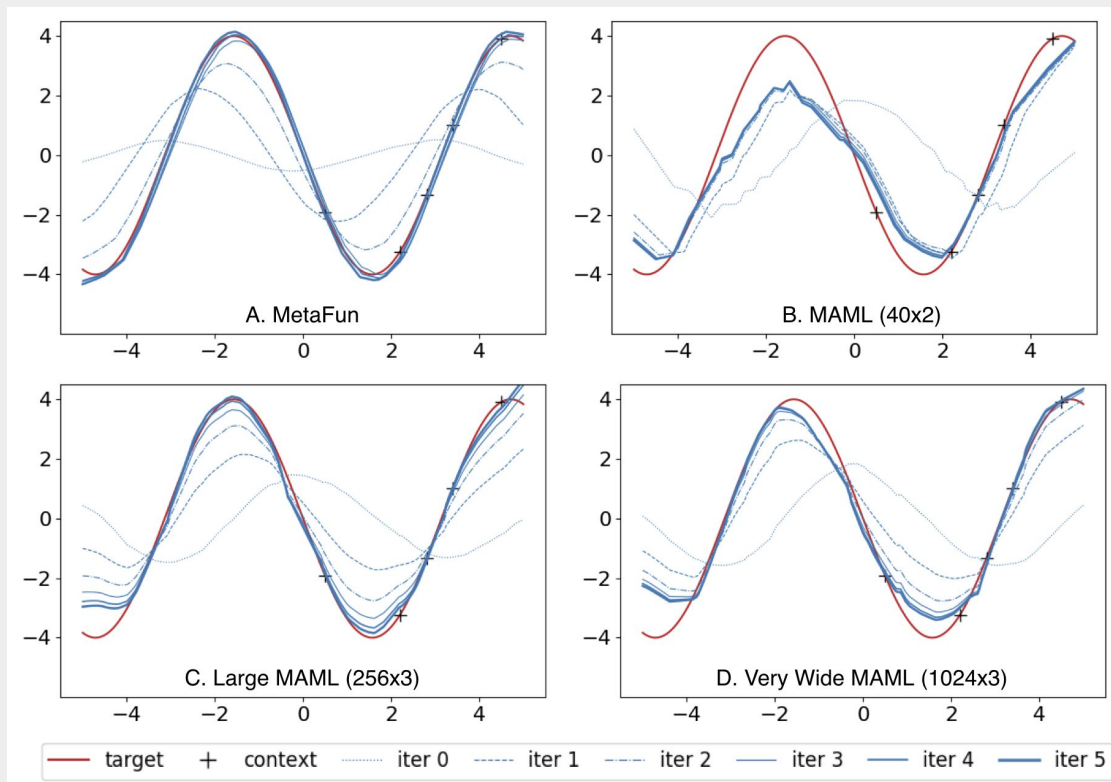 4
2
0
−2
−4
A. MetaFun
−4 −2 0 2 4
4
2
0
−2
−4
B. MAML (40x2)
−4 −2 0 2 4
4
2
0
−2
−4
C. Large MAML (256x3)
−4 −2 0 2 4
4
2
0
−2
−4
D. Very Wide MAML (1024x3)
−4 −2 0 2 4
target context iter 0 iter 1 iter 2 iter 3 iter 4 iter 5